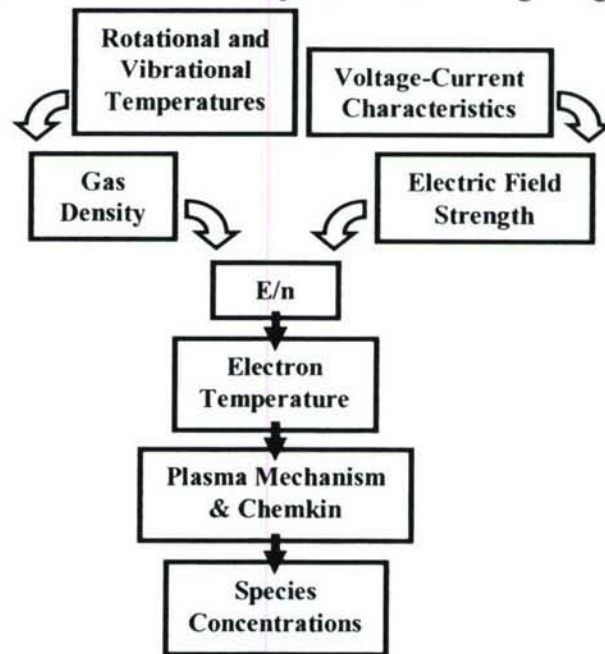 Rotational and
Vibrational
Temperatures
Voltage-Current
Characteristics
Gas
Density
Electric Field
Strength
E/n
Electron
Temperature
Plasma Mechanism
& Chemkin
Species
Concentrations